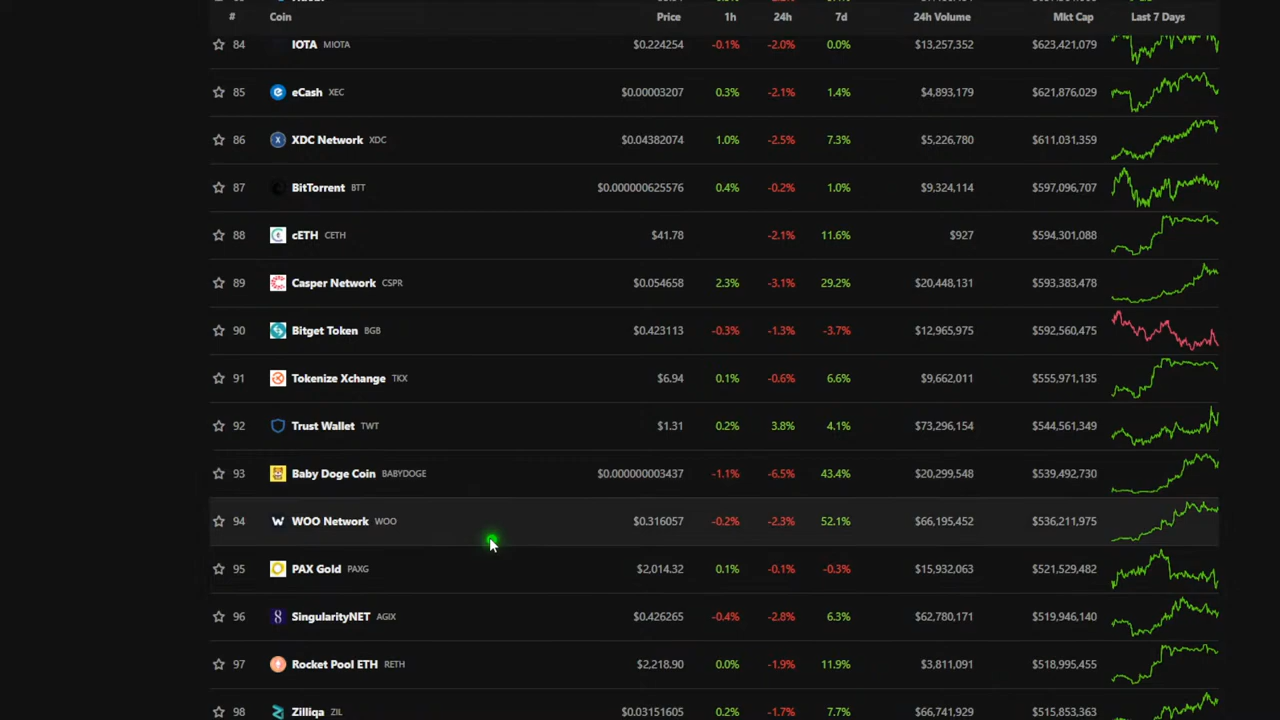 # Coin Price 1h 24h 7d 24h Volume Mkt Cap Last 7 Days
84 IOTA MIOTA $0.224254 -0.1% -2.0% 0.0% $13,257,352 $623,421,079
85 eCash XEC $0.00003207 0.3% -2.1% 1.4% $4,893,179 $621,876,029
86 XDC Network XDC $0.04382074 1.0% -2.5% 7.3% $5,226,780 $611,031,359
87 BitTorrent BTT $0.000000625576 0.4% -0.2% 1.0% $9,324,114 $597,096,707
88 cETH CETH $41.78 -2.1% 11.6% $927 $594,301,088
89 Casper Network CSPR $0.054658 2.3% -3.1% 29.2% $20,448,131 $593,383,478
90 Bitget Token BGB $0.423113 -0.3% -1.3% -3.7% $12,965,975 $592,560,475
91 Tokenize Xchange TKX $6.94 0.1% -0.6% 6.6% $9,662,011 $555,971,135
92 Trust Wallet TWT $1.31 0.2% 3.8% 4.1% $73,296,154 $544,561,349
93 Baby Doge Coin BABYDOGE $0.000000003437 -1.1% -6.5% 43.4% $20,299,548 $539,492,730
94 WOO Network WOO $0.316057 -0.2% -2.3% 52.1% $66,195,452 $536,211,975
95 PAX Gold PAXG $2,014.32 0.1% -0.1% -0.3% $15,932,063 $521,529,482
96 SingularityNET AGIX $0.426265 -0.4% -2.8% 6.3% $62,780,171 $519,946,140
97 Rocket Pool ETH RETH $2,218.90 0.0% -1.9% 11.9% $3,811,091 $518,995,455
98 Zilliqa ZIL $0.03151605 0.2% -1.7% 7.7% $66,741,929 $515,853,363